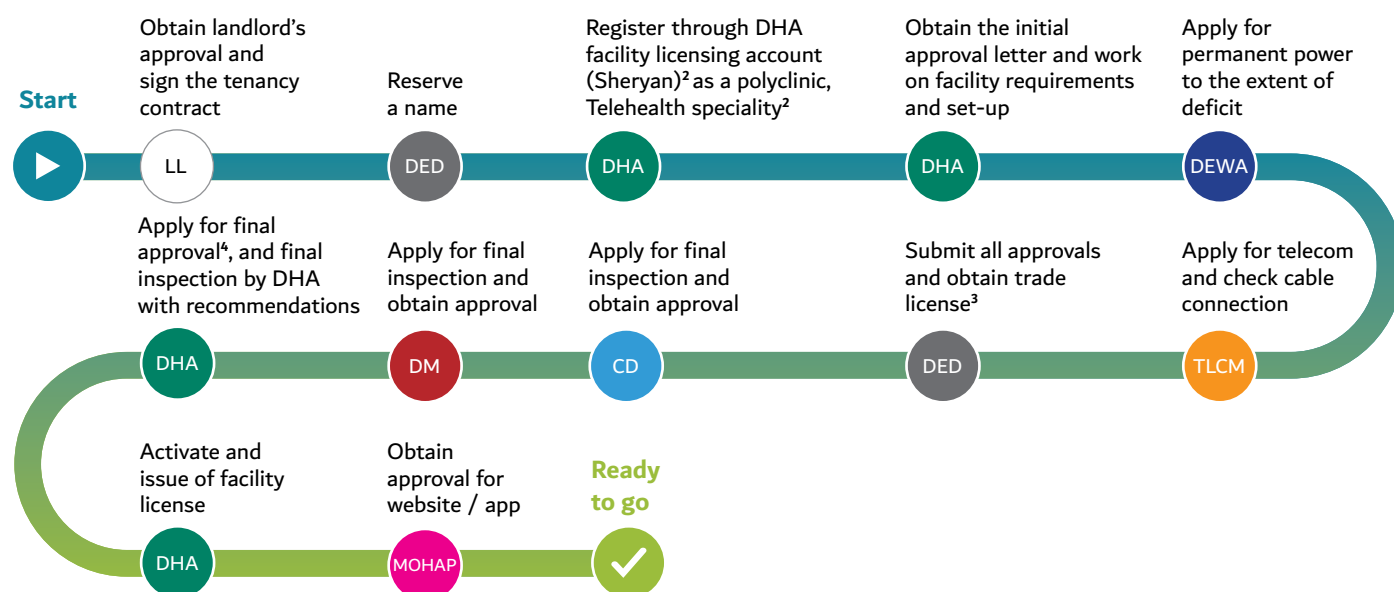 Start
Obtain landlord’s
approval and
sign the tenancy
contract
LL
Reserve
a name
DED
Register through DHA
facility licensing account
(Sheryan)² as a polyclinic,
Telehealth speciality²
DHA
Obtain the initial
approval letter and work
on facility requirements
and set-up
DHA
Apply for
permanent power
to the extent of
deficit
DEWA
Apply for telecom
and check cable
connection
TLCM
Submit all approvals
and obtain trade
license³
DED
Apply for final
inspection and
obtain approval
CD
Apply for final
inspection and
obtain approval
DM
Apply for final
approval⁴, and final
inspection by DHA
with recommendations
DHA
Activate and
issue of facility
license
DHA
Obtain
approval for
website / app
MOHAP
Ready
to go